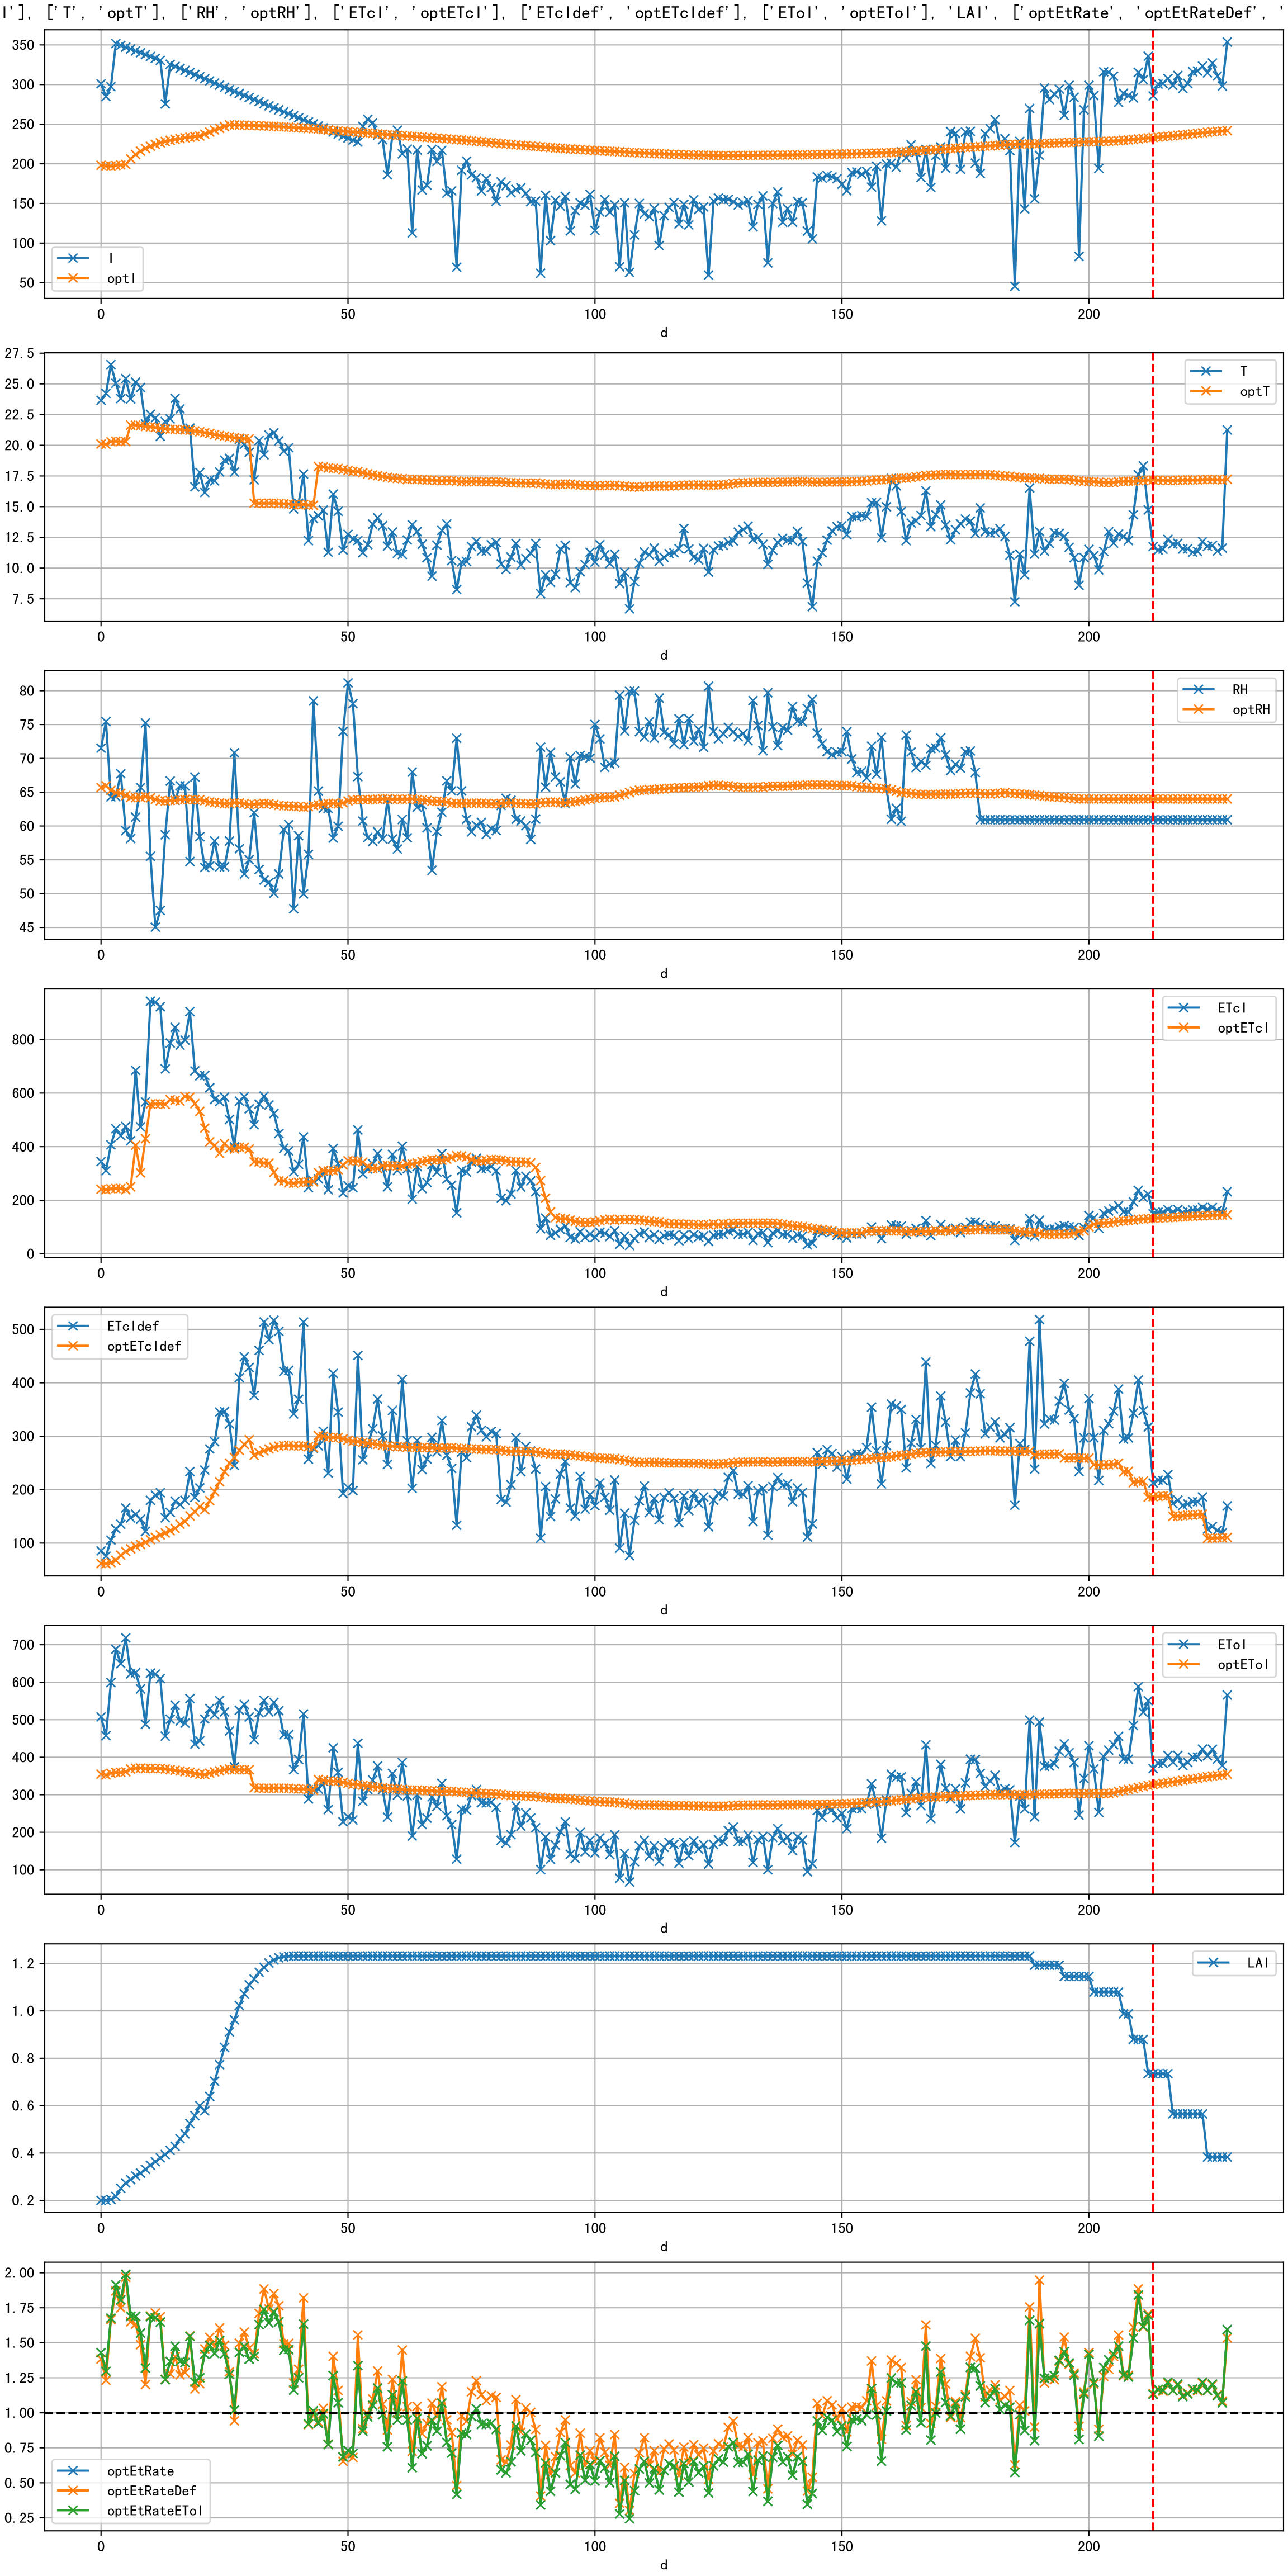 I'], ['T', 'optT'], ['RH', 'optRH'], ['ETcI', 'optETcI'], ['ETcIdef', 'optETcIdef'], ['EToI', 'optEToI'], 'LAI', ['optEtRate', 'optEtRateDef', '
350
300
250
200
150
100
50
I
optI
0 50 100 150 200
d
27.5
25.0
22.5
20.0
17.5
15.0
12.5
10.0
7.5
T
optT
0 50 100 150 200
d
80
75
70
65
60
55
50
45
RH
optRH
0 50 100 150 200
d
800
600
400
200
0
ETcI
optETcI
0 50 100 150 200
d
500
400
300
200
100
ETcIdef
optETcIdef
0 50 100 150 200
d
700
600
500
400
300
200
100
EToI
optEToI
0 50 100 150 200
d
1.2
1.0
0.8
0.6
0.4
0.2
LAI
0 50 100 150 200
d
2.00
1.75
1.50
1.25
1.00
0.75
0.50
0.25
optEtRate
optEtRateDef
optEtRateEToI
0 50 100 150 200
d